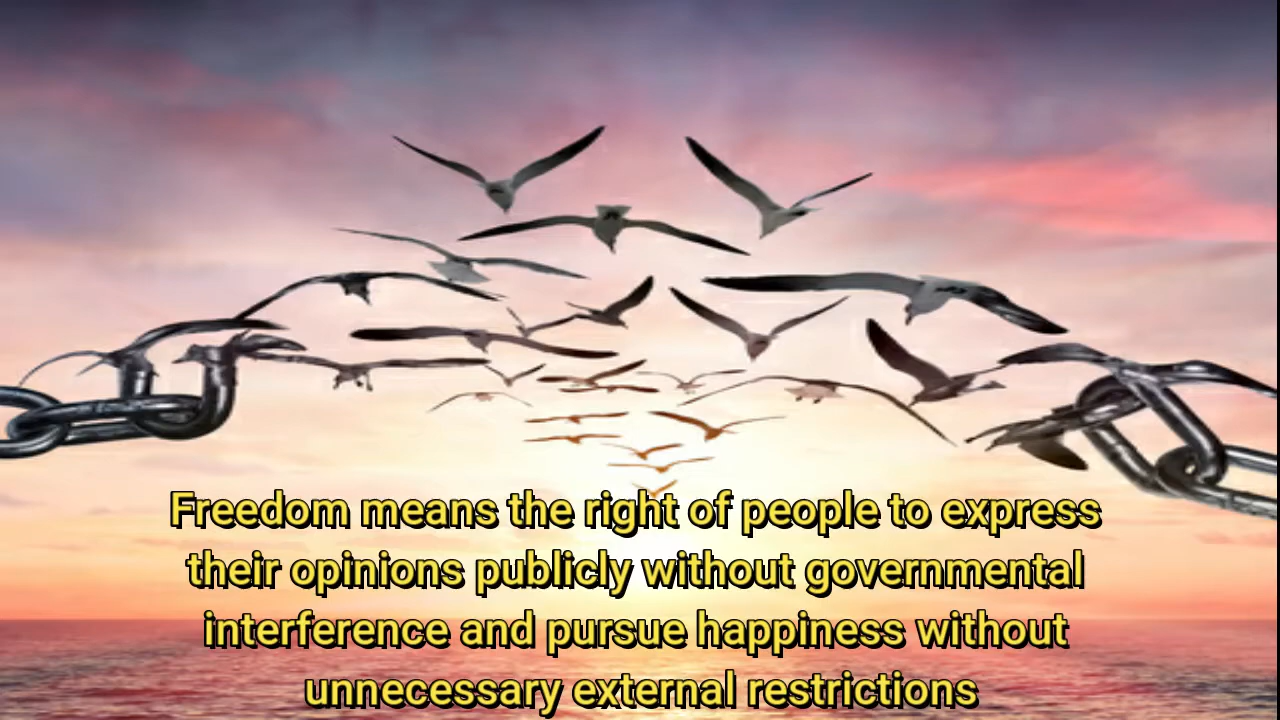 Freedom means the right of people to express
their opinions publicly without governmental
interference and pursue happiness without
unnecessary external restrictions